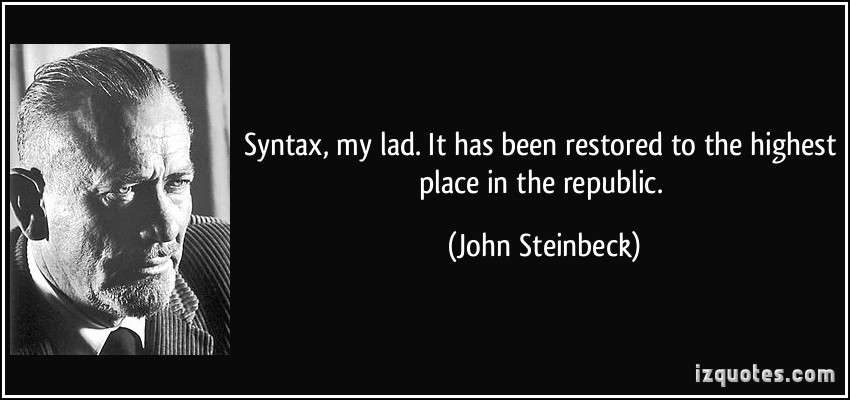 Syntax, my lad. It has been restored to the highest
place in the republic.
(John Steinbeck)
izquotes.com